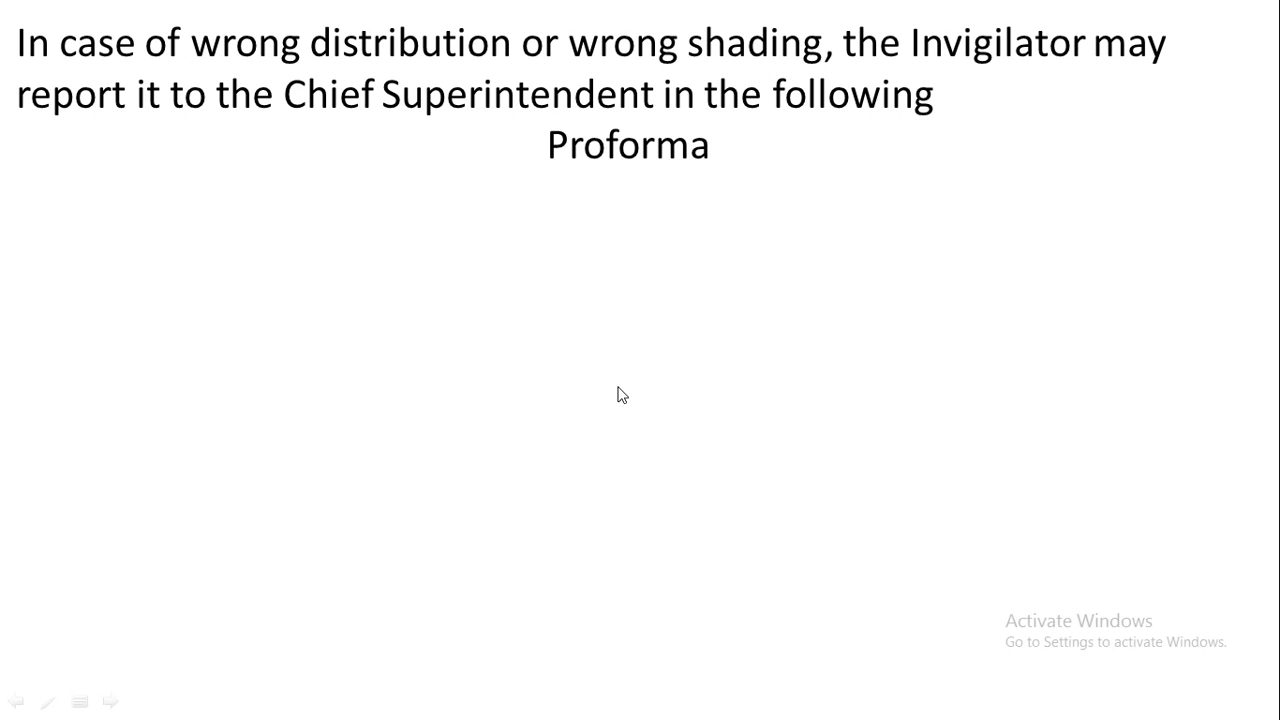 In case of wrong distribution or wrong shading, the Invigilator may
report it to the Chief Superintendent in the following
Proforma
Activate Windows
Go to Settings to activate Windows.